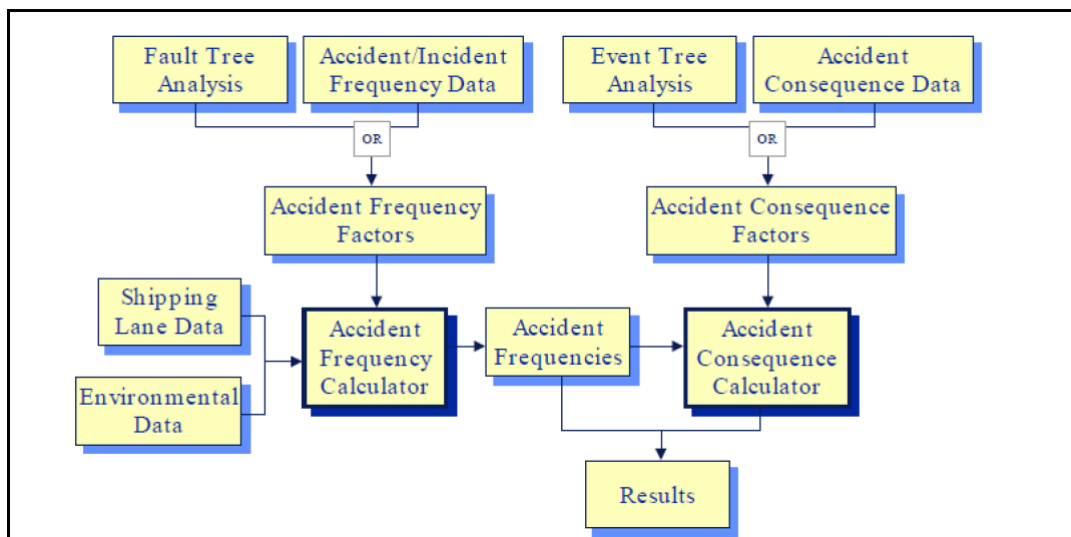 Fault Tree
Analysis
Accident/Incident
Frequency Data
Event Tree
Analysis
Accident
Consequence Data
OR
OR
Accident Frequency
Factors
Accident Consequence
Factors
Shipping
Lane Data
Environmental
Data
Accident
Frequency
Calculator
Accident
Frequencies
Accident
Consequence
Calculator
Results